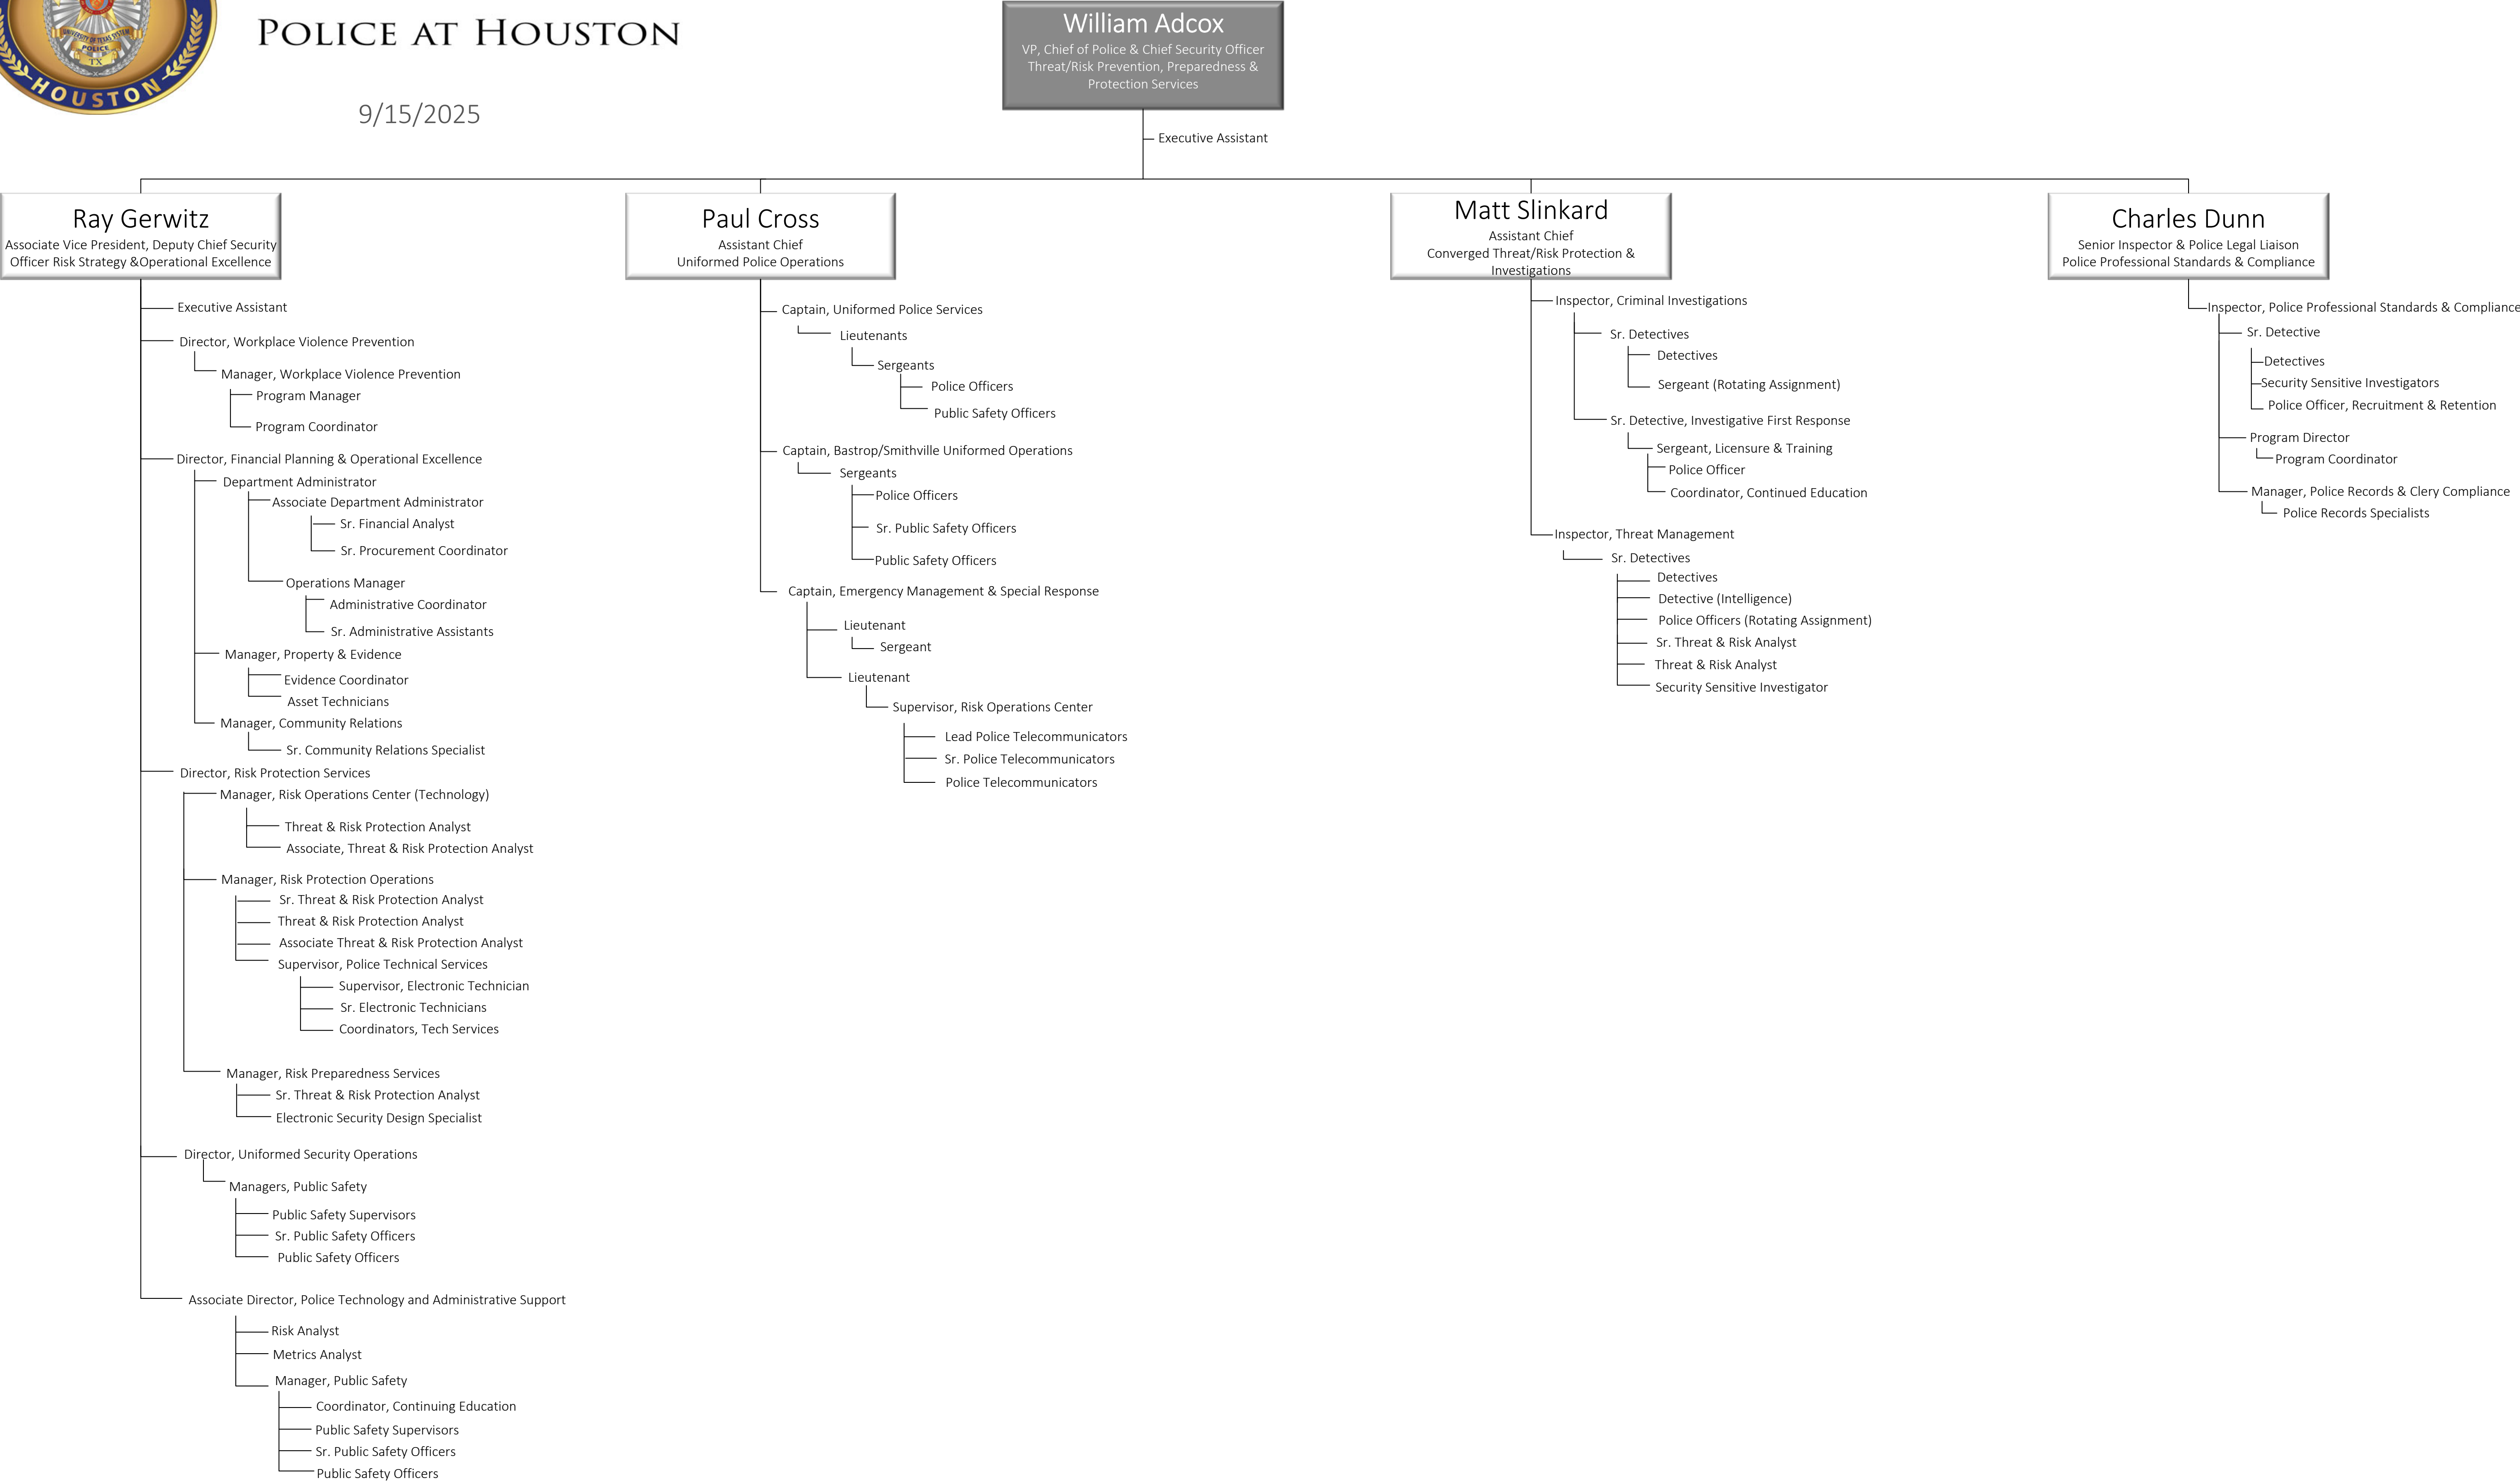 UNIVERSITY OF TEXAS SYSTEM
POLICE
TX
HOUSTON
POLICE AT HOUSTON
9/15/2025
William Adcox
VP, Chief of Police & Chief Security Officer
Threat/Risk Prevention, Preparedness &
Protection Services
Executive Assistant
Ray Gerwitz
Associate Vice President, Deputy Chief Security
Officer Risk Strategy &Operational Excellence
Executive Assistant
Director, Workplace Violence Prevention
Manager, Workplace Violence Prevention
Program Manager
Program Coordinator
Director, Financial Planning & Operational Excellence
Department Administrator
Associate Department Administrator
Sr. Financial Analyst
Sr. Procurement Coordinator
Operations Manager
Administrative Coordinator
Sr. Administrative Assistants
Manager, Property & Evidence
Evidence Coordinator
Asset Technicians
Manager, Community Relations
Sr. Community Relations Specialist
Director, Risk Protection Services
Manager, Risk Operations Center (Technology)
Threat & Risk Protection Analyst
Associate, Threat & Risk Protection Analyst
Manager, Risk Protection Operations
Sr. Threat & Risk Protection Analyst
Threat & Risk Protection Analyst
Associate Threat & Risk Protection Analyst
Supervisor, Police Technical Services
Supervisor, Electronic Technician
Sr. Electronic Technicians
Coordinators, Tech Services
Manager, Risk Preparedness Services
Sr. Threat & Risk Protection Analyst
Electronic Security Design Specialist
Director, Uniformed Security Operations
Managers, Public Safety
Public Safety Supervisors
Sr. Public Safety Officers
Public Safety Officers
Associate Director, Police Technology and Administrative Support
Risk Analyst
Metrics Analyst
Manager, Public Safety
Coordinator, Continuing Education
Public Safety Supervisors
Sr. Public Safety Officers
Public Safety Officers
Paul Cross
Assistant Chief
Uniformed Police Operations
Captain, Uniformed Police Services
Lieutenants
Sergeants
Police Officers
Public Safety Officers
Captain, Bastrop/Smithville Uniformed Operations
Sergeants
Police Officers
Sr. Public Safety Officers
Public Safety Officers
Captain, Emergency Management & Special Response
Lieutenant
Sergeant
Lieutenant
Supervisor, Risk Operations Center
Lead Police Telecommunicators
Sr. Police Telecommunicators
Police Telecommunicators
Matt Slinkard
Assistant Chief
Converged Threat/Risk Protection &
Investigations
Inspector, Criminal Investigations
Sr. Detectives
Detectives
Sergeant (Rotating Assignment)
Sr. Detective, Investigative First Response
Sergeant, Licensure & Training
Police Officer
Coordinator, Continued Education
Inspector, Threat Management
Sr. Detectives
Detectives
Detective (Intelligence)
Police Officers (Rotating Assignment)
Sr. Threat & Risk Analyst
Threat & Risk Analyst
Security Sensitive Investigator
Charles Dunn
Senior Inspector & Police Legal Liaison
Police Professional Standards & Compliance
Inspector, Police Professional Standards & Compliance
Sr. Detective
Detectives
Security Sensitive Investigators
Police Officer, Recruitment & Retention
Program Director
Program Coordinator
Manager, Police Records & Clery Compliance
Police Records Specialists